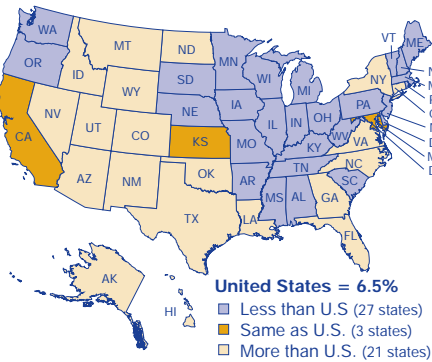 WA
VT
ME
MT
ND
MN
OR
ID
SD
WI
MI
NY
WY
NE
IA
PA
NV
UT
CO
IL
IN
OH
WV
VA
CA
KS
MO
KY
AZ
NM
OK
AR
TN
NC
SC
TX
LA
MS
AL
GA
FL
AK
HI
United States = 6.5%
Less than U.S (27 states)
Same as U.S. (3 states)
More than U.S. (21 states)